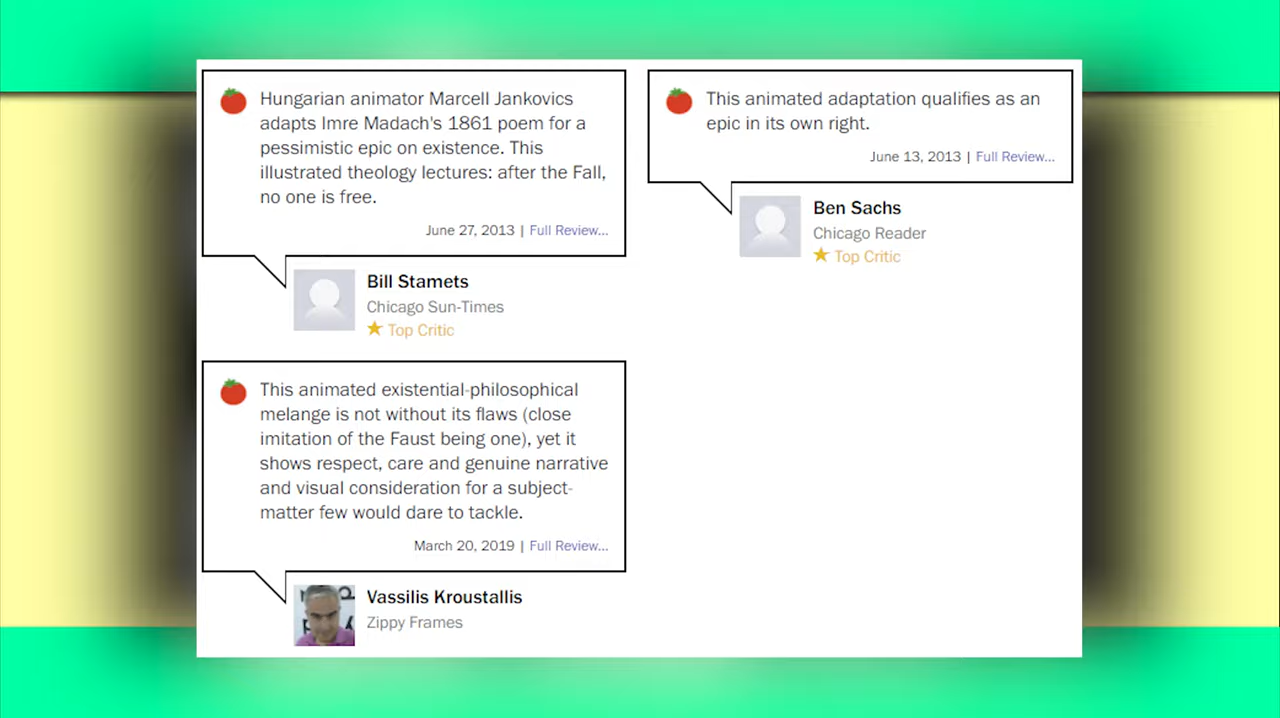 Hungarian animator Marcell Jankovics
adapts Imre Madach's 1861 poem for a
pessimistic epic on existence. This
illustrated theology lectures: after the Fall,
no one is free.
June 27, 2013 | Full Review...
Bill Stamets
Chicago Sun-Times
Top Critic
This animated adaptation qualifies as an
epic in its own right.
June 13, 2013 | Full Review...
Ben Sachs
Chicago Reader
Top Critic
This animated existential-philosophical
melange is not without its flaws (close
imitation of the Faust being one), yet it
shows respect, care and genuine narrative
and visual consideration for a subject-
matter few would dare to tackle.
March 20, 2019 | Full Review...
Vassilis Kroustallis
Zippy Frames